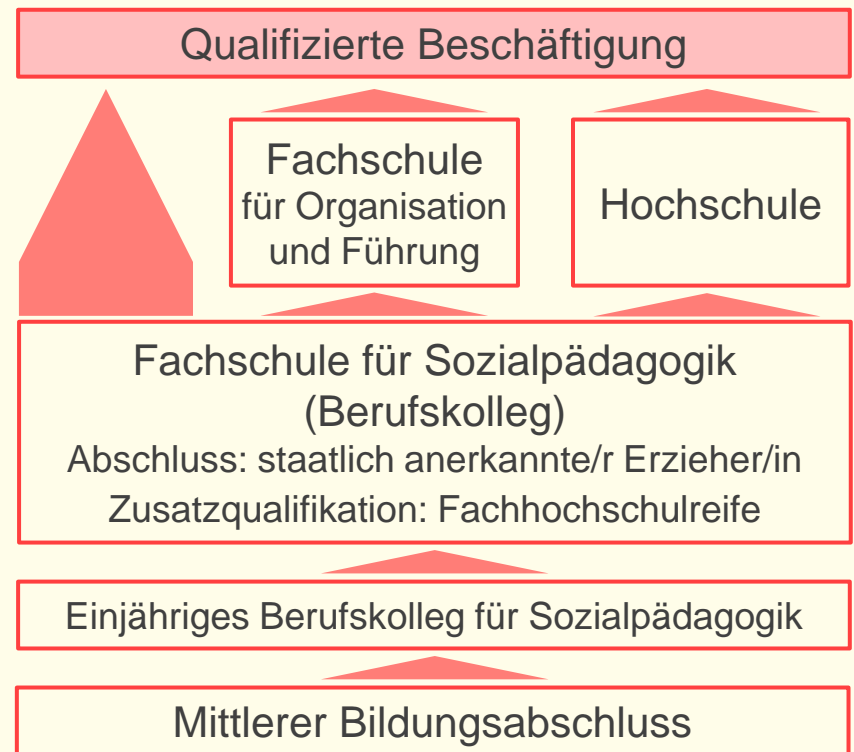 Qualifizierte Beschäftigung
Fachschule
für Organisation
und Führung
Hochschule
Fachschule für Sozialpädagogik
(Berufskolleg)
Abschluss: staatlich anerkannte/r Erzieher/in
Zusatzqualifikation: Fachhochschulreife
Einjähriges Berufskolleg für Sozialpädagogik
Mittlerer Bildungsabschluss